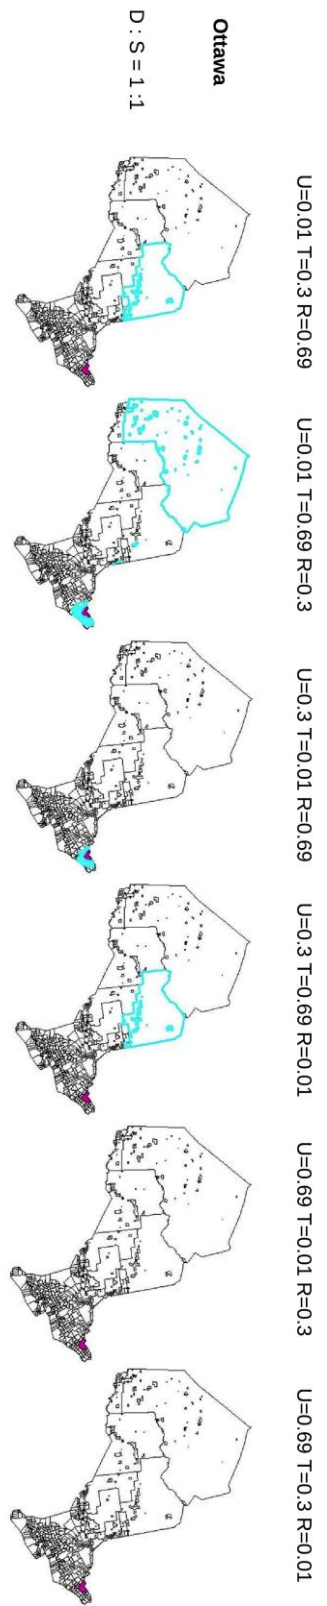 U=0.01 T=0.3 R=0.69
U=0.01 T=0.69 R=0.3
U=0.3 T=0.01 R=0.69
U=0.3 T=0.69 R=0.01
U=0.69 T=0.01 R=0.3
U=0.69 T=0.3 R=0.01
Ottawa
D : S = 1 :1